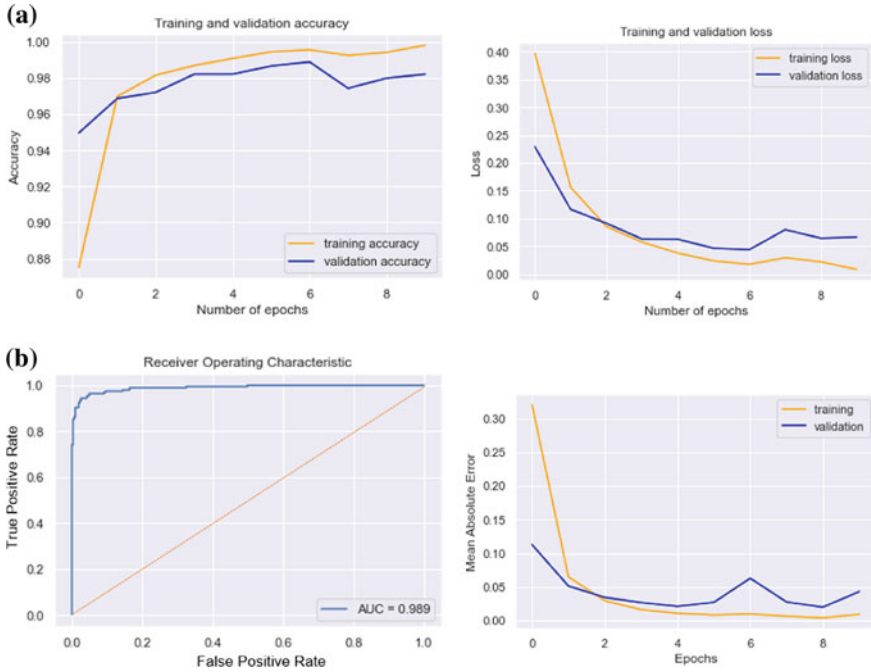 (a)
Training and validation accuracy
1.00
0.98
0.96
0.94
0.92
0.90
0.88
Accuracy
training accuracy
validation accuracy
0 2 4 6 8
Number of epochs
Training and validation loss
0.40
0.35
0.30
0.25
0.20
0.15
0.10
0.05
0.00
Loss
training loss
validation loss
0 2 4 6 8
Number of epochs
(b)
Receiver Operating Characteristic
1.0
0.8
0.6
0.4
0.2
0.0
True Positive Rate
AUC = 0.989
0.0 0.2 0.4 0.6 0.8 1.0
False Positive Rate
0.30
0.25
0.20
0.15
0.10
0.05
0.00
Mean Absolute Error
training
validation
0 2 4 6 8
Epochs